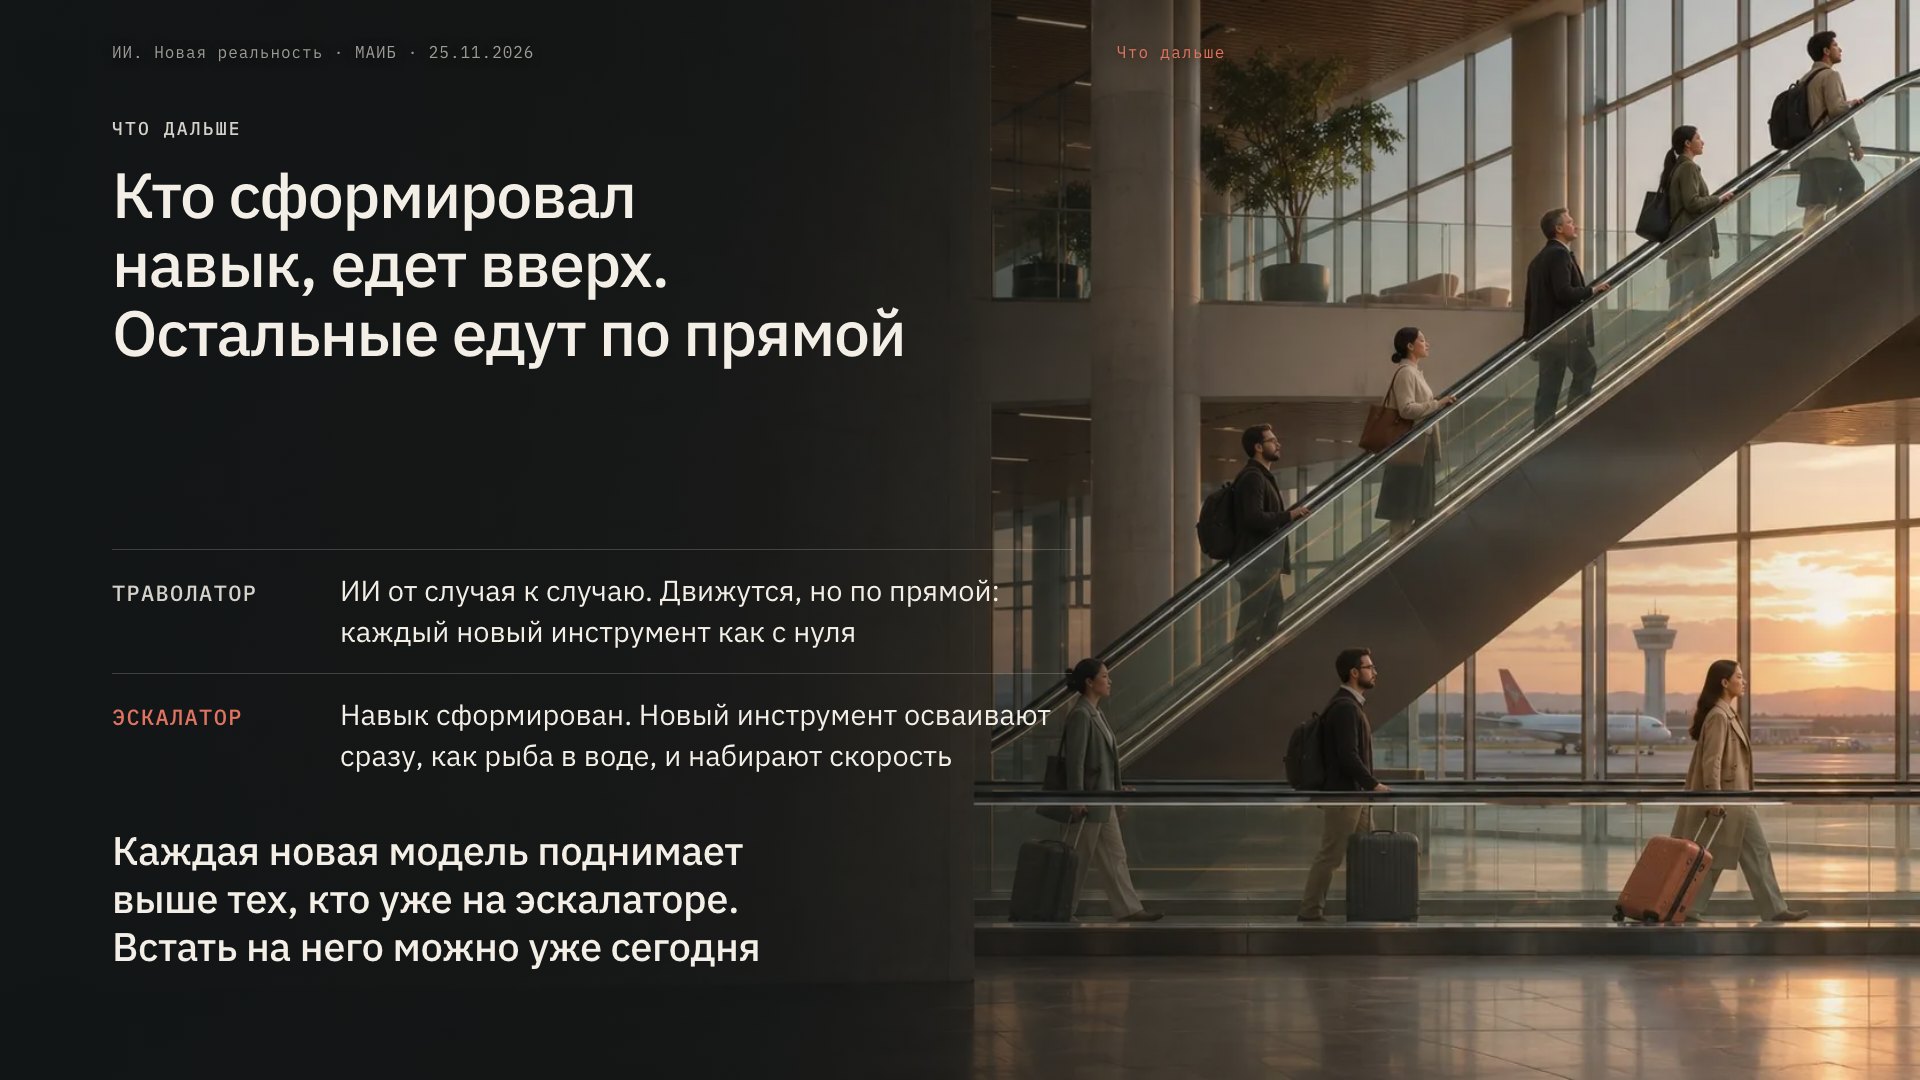 ИИ. Новая реальность · МАИБ · 25.11.2026
Что дальше
ЧТО ДАЛЬШЕ
Кто сформировал
навык, едет вверх.
Остальные едут по прямой
ТРАВОЛАТОР
ИИ от случая к случаю. Движутся, но по прямой:
каждый новый инструмент как с нуля
ЭСКАЛАТОР
Навык сформирован. Новый инструмент осваивают
сразу, как рыба в воде, и набирают скорость
Каждая новая модель поднимает
выше тех, кто уже на эскалаторе.
Встать на него можно уже сегодня